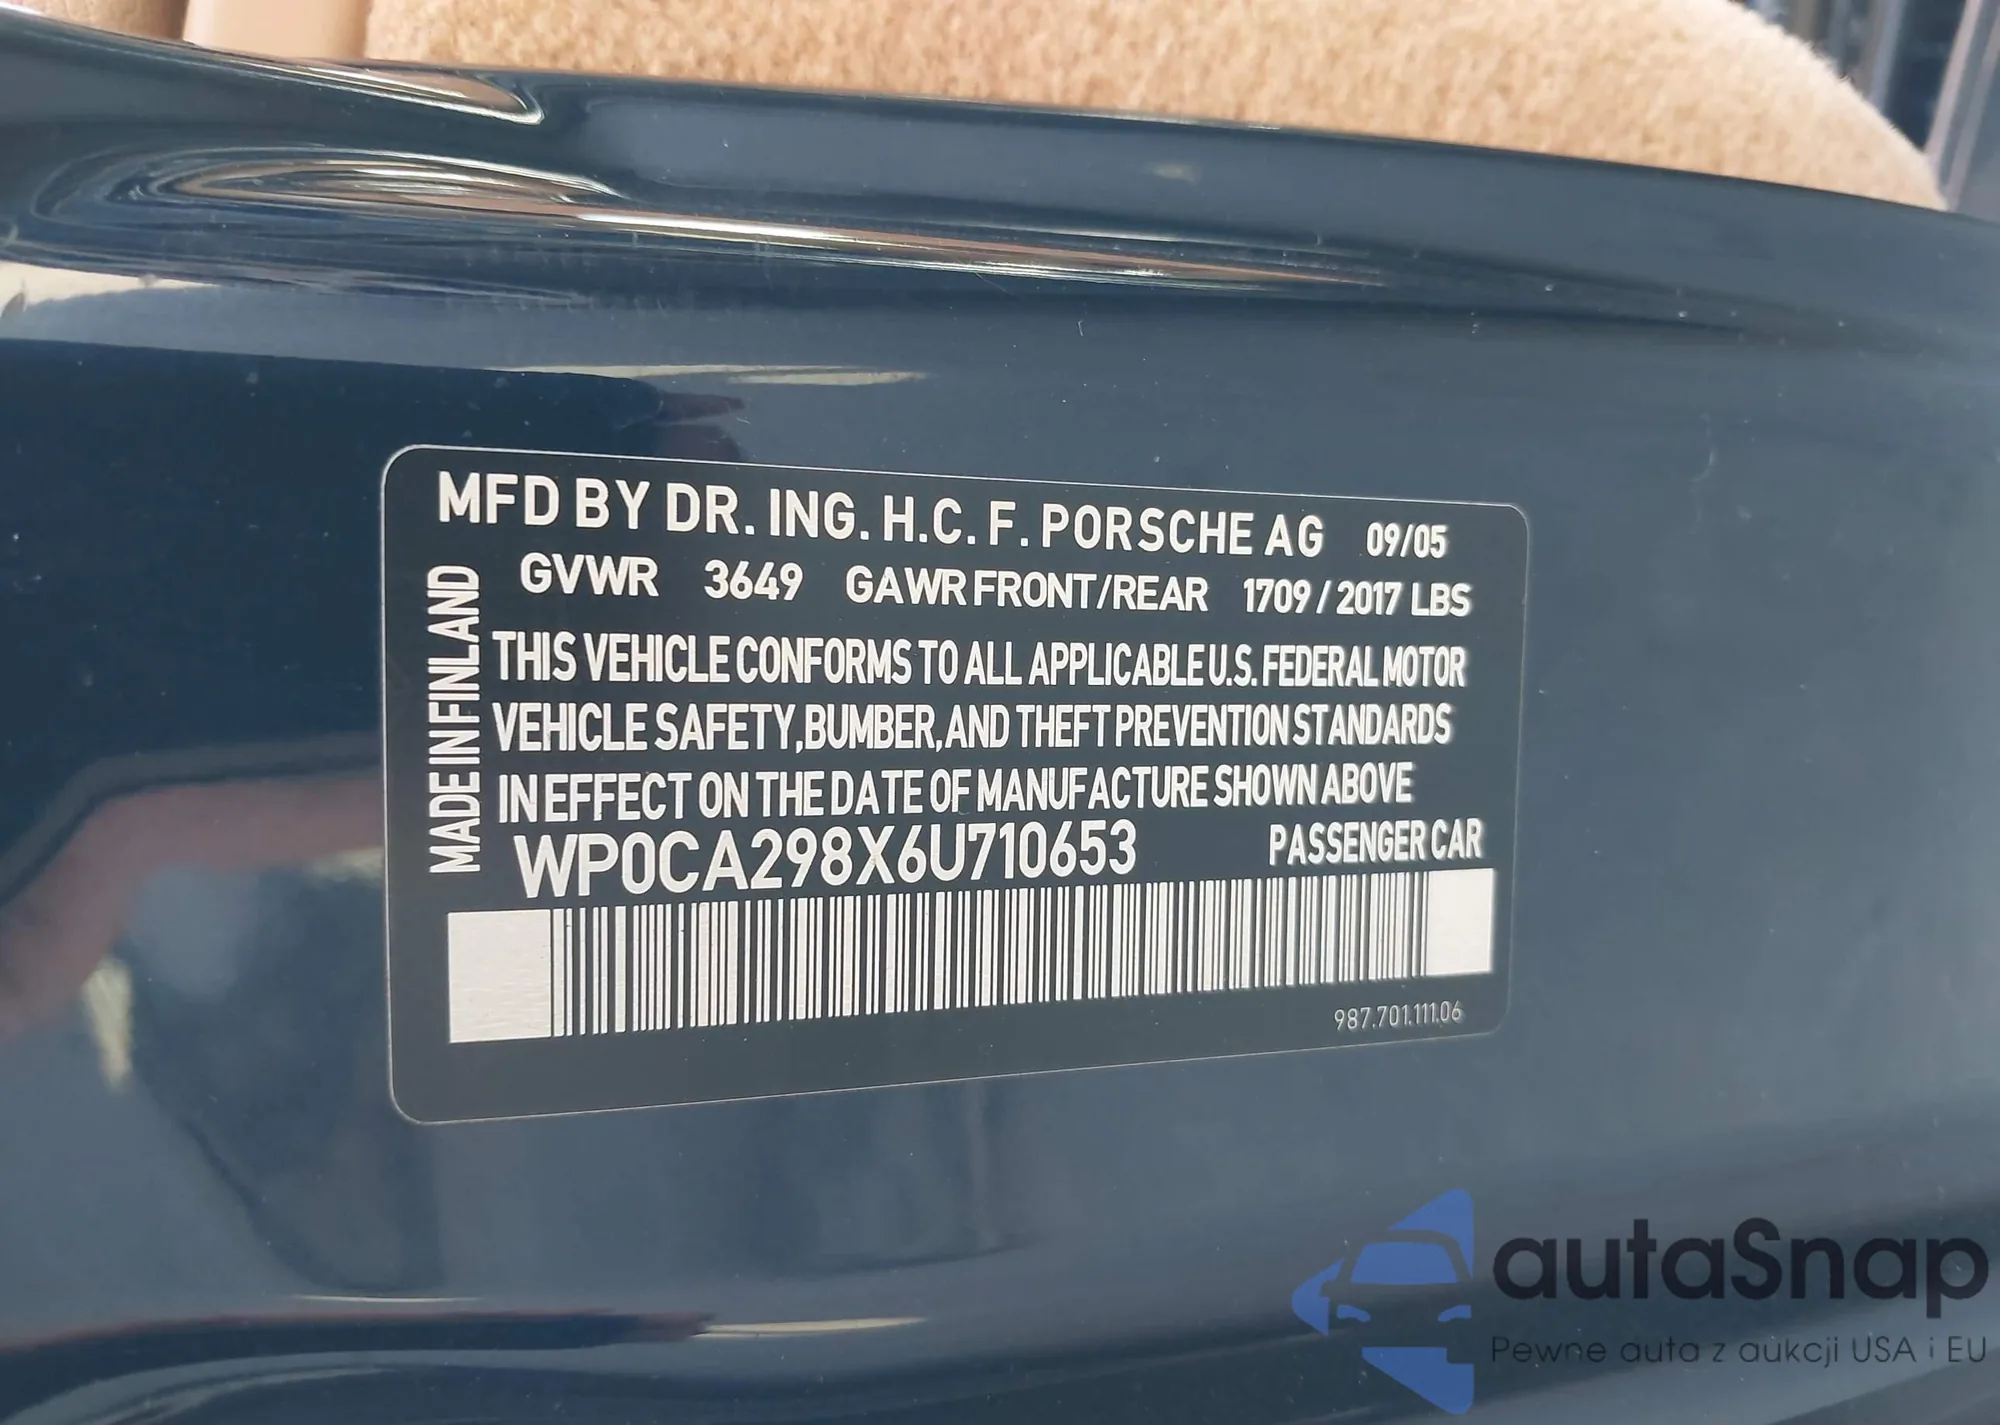 MFD BY DR. ING. H.C. F. PORSCHE AG 09/05
GVWR 3649 GAWR FRONT/REAR 1709 / 2017 LBS
MADE IN FINLAND
THIS VEHICLE CONFORMS TO ALL APPLICABLE U.S. FEDERAL MOTOR
VEHICLE SAFETY, BUMBER, AND THEFT PREVENTION STANDARDS
IN EFFECT ON THE DATE OF MANUFACTURE SHOWN ABOVE
WP0CA298X6U710653 PASSENGER CAR
987.701.111.06
autaSnap
Pewne auta z aukcji USA i EU